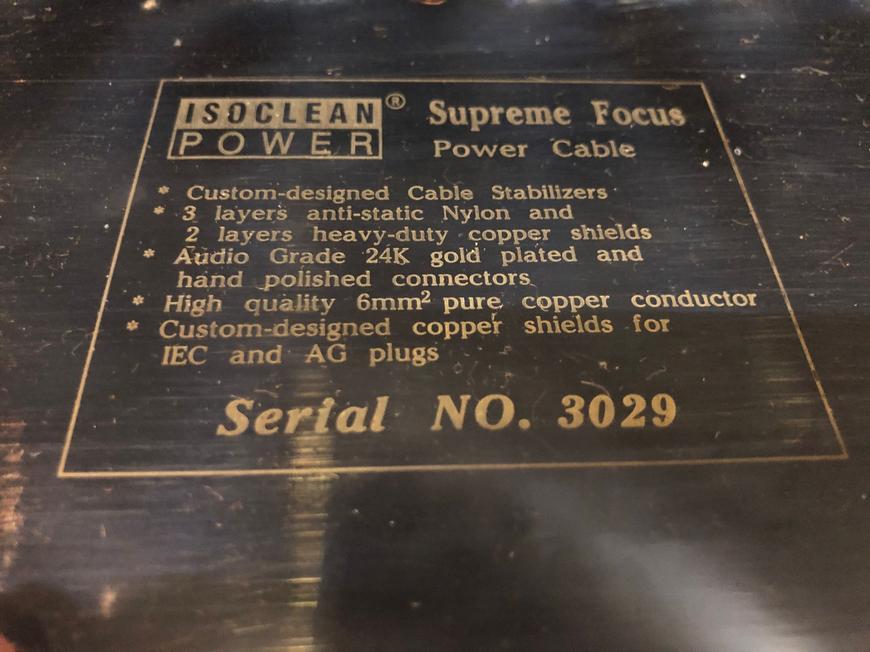 ISOCLEAN®
POWER
Supreme Focus
Power Cable
* Custom-designed Cable Stabilizers
* 3 layers anti-static Nylon and
2 layers heavy-duty copper shields
* Audio Grade 24K gold plated and
hand polished connectors
* High quality 6mm² pure copper conductor
* Custom-designed copper shields for
IEC and AG plugs
Serial NO. 3029